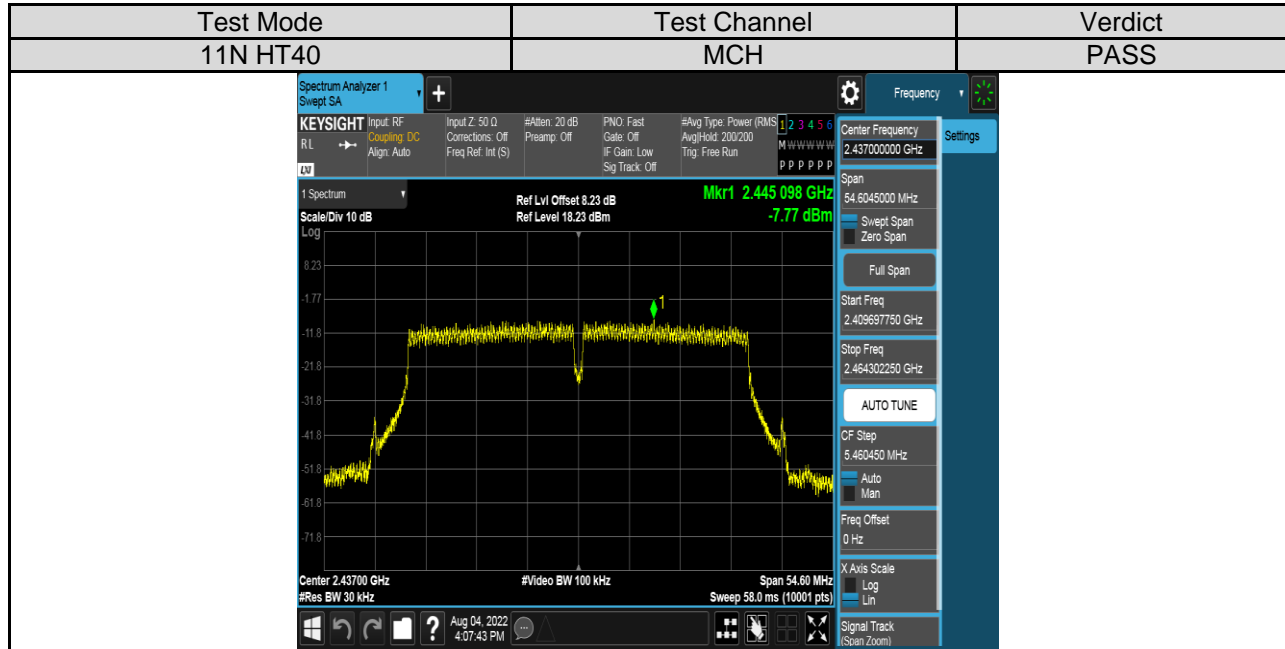 Test Mode Test Channel Verdict
11N HT40 MCH PASS
Spectrum Analyzer 1
Swept SA
+
Frequency
KEYSIGHT
RL
LXI
Input: RF
Coupling: DC
Align: Auto
Input Z: 50 Ω
Corrections: Off
Freq Ref: Int (S)
#Atten: 20 dB
Preamp: Off
PNO: Fast
Gate: Off
IF Gain: Low
Sig Track: Off
#Avg Type: Power (RMS
Avg|Hold: 200/200
Trig: Free Run
1 2 3 4 5 6
M W W W W W
P P P P P P
Center Frequency
2.437000000 GHz
Settings
Span
54.6045000 MHz
Swept Span
Zero Span
Full Span
Start Freq
2.409697750 GHz
Stop Freq
2.464302250 GHz
AUTO TUNE
CF Step
5.460450 MHz
Auto
Man
Freq Offset
0 Hz
X Axis Scale
Log
Lin
Signal Track
(Span Zoom)
1 Spectrum
Scale/Div 10 dB
Log
Ref Lvl Offset 8.23 dB
Ref Level 18.23 dBm
Mkr1 2.445 098 GHz
-7.77 dBm
8.23
-1.77
1
-11.8
-21.8
-31.8
-41.8
-51.8
-61.8
-71.8
Center 2.43700 GHz
#Res BW 30 kHz
#Video BW 100 kHz
Span 54.60 MHz
Sweep 58.0 ms (10001 pts)
?
Aug 04, 2022
4:07:43 PM